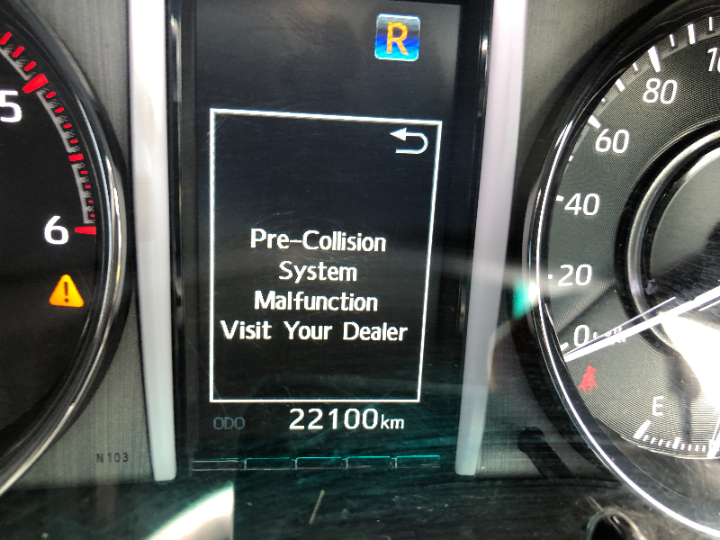 R
5
6
Pre-Collision
System
Malfunction
Visit Your Dealer
ODO 22100km
N103
80
60
40
20
0
E